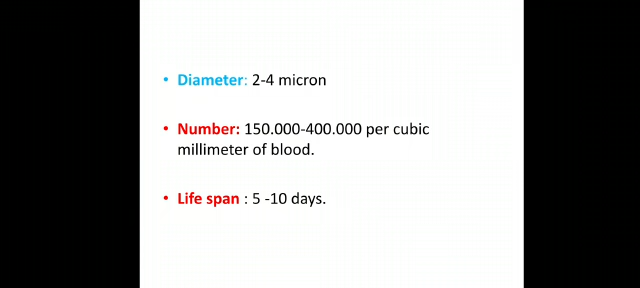 • Diameter: 2-4 micron
• Number: 150.000-400.000 per cubic
millimeter of blood.
• Life span : 5 -10 days.